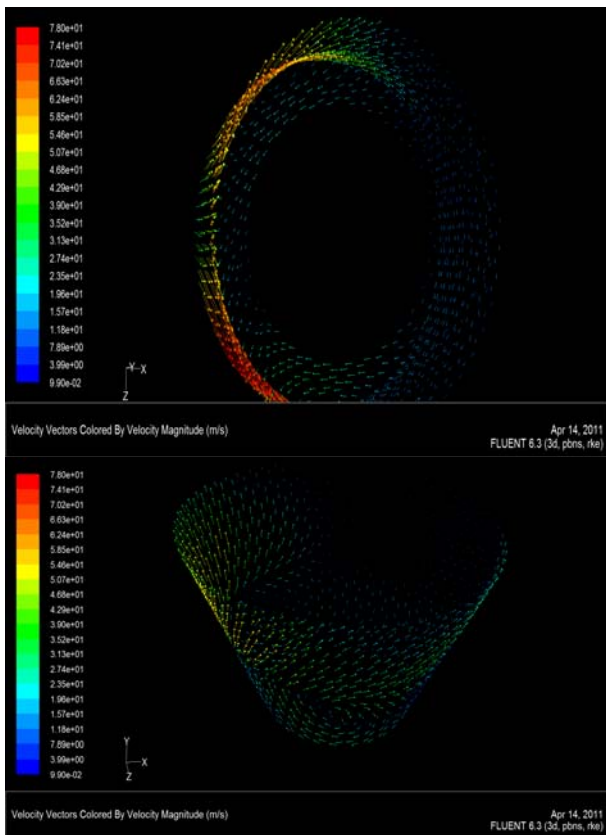 7.80e+01
7.41e+01
7.02e+01
6.63e+01
6.24e+01
5.85e+01
5.46e+01
5.07e+01
4.68e+01
4.29e+01
3.90e+01
3.52e+01
3.13e+01
2.74e+01
2.35e+01
1.96e+01
1.57e+01
1.18e+01
7.89e+00
3.99e+00
9.90e-02
Y X
Z
Velocity Vectors Colored By Velocity Magnitude (m/s) Apr 14, 2011
FLUENT 6.3 (3d, pbns, rke)
7.80e+01
7.41e+01
7.02e+01
6.63e+01
6.24e+01
5.85e+01
5.46e+01
5.07e+01
4.68e+01
4.29e+01
3.90e+01
3.52e+01
3.13e+01
2.74e+01
2.35e+01
1.96e+01
1.57e+01
1.18e+01
7.89e+00
3.99e+00
9.90e-02
Y
X
Z
Velocity Vectors Colored By Velocity Magnitude (m/s) Apr 14, 2011
FLUENT 6.3 (3d, pbns, rke)